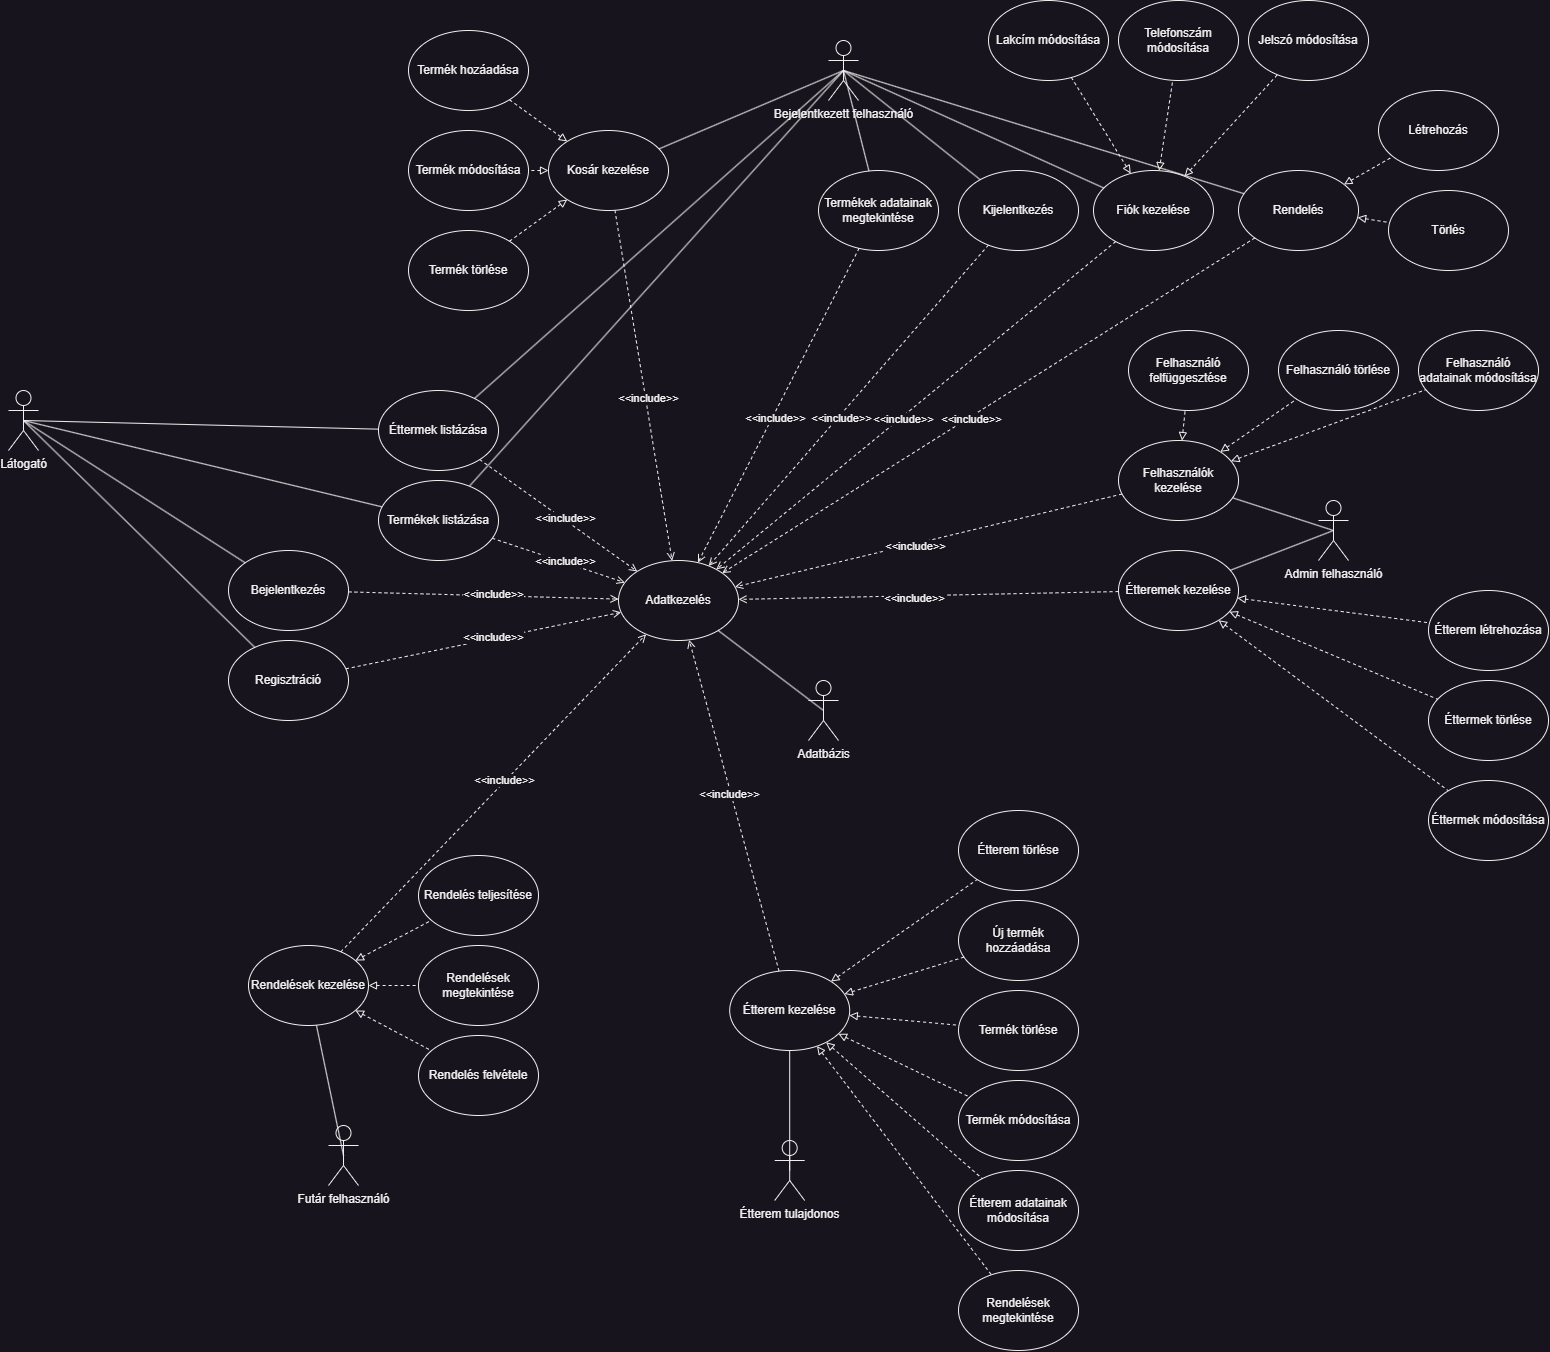 Lakcím módosítása
Telefonszám
módosítása
Jelszó módosítása
Termék hozáadása
Bejelentkezett felhasználó
Létrehozás
Termék módosítása
Kosár kezelése
Termékek adatainak
megtekintése
Kijelentkezés
Fiók kezelése
Rendelés
Törlés
Termék törlése
Felhasználó
felfüggesztése
Felhasználó törlése
Felhasználó
adatainak módosítása
<<include>>
<<include>>
<<include>>
<<include>>
<<include>>
Éttermek listázása
Látogató
Felhasználók
kezelése
Termékek listázása
<<include>>
<<include>>
<<include>>
Admin felhasználó
Bejelentkezés
<<include>>
Adatkezelés
<<include>>
Étteremek kezelése
Étterem létrehozása
<<include>>
Regisztráció
Éttermek törlése
Adatbázis
<<include>>
<<include>>
Éttermek módosítása
Étterem törlése
Rendelés teljesítése
Új termék
hozzáadása
Rendelések kezelése
Rendelések
megtekintése
Étterem kezelése
Termék törlése
Rendelés felvétele
Termék módosítása
Futár felhasználó
Étterem tulajdonos
Étterem adatainak
módosítása
Rendelések
megtekintése